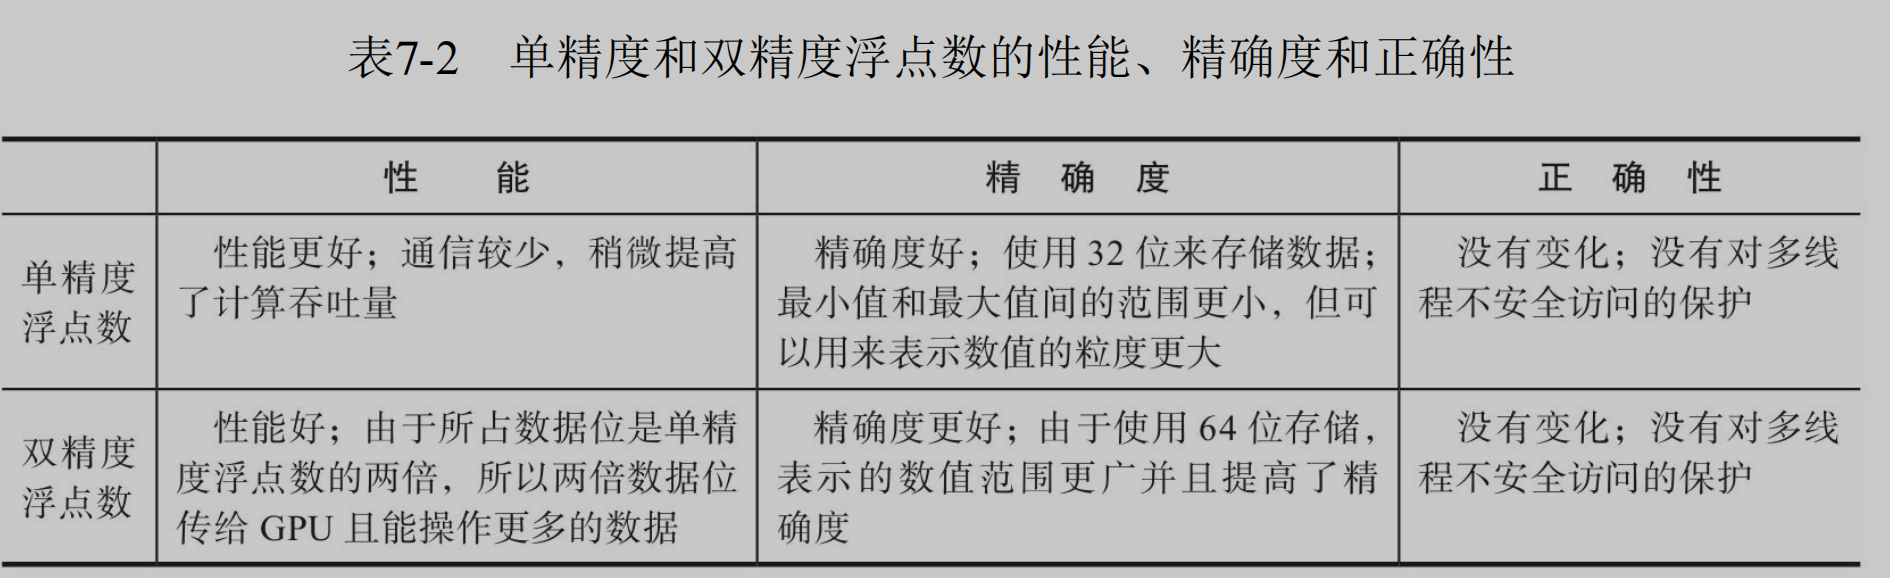 表7-2 单精度和双精度浮点数的性能、精确度和正确性
性 能
精 确 度
正 确 性
单精度
浮点数
性能更好；通信较少，稍微提高
了计算吞吐量
精确度好；使用 32 位来存储数据；
最小值和最大值间的范围更小，但可
以用来表示数值的粒度更大
没有变化；没有对多线
程不安全访问的保护
双精度
浮点数
性能好；由于所占数据位是单精
度浮点数的两倍，所以两倍数据位
传给 GPU 且能操作更多的数据
精确度更好；由于使用 64 位存储，
表示的数值范围更广并且提高了精
确度
没有变化；没有对多线
程不安全访问的保护